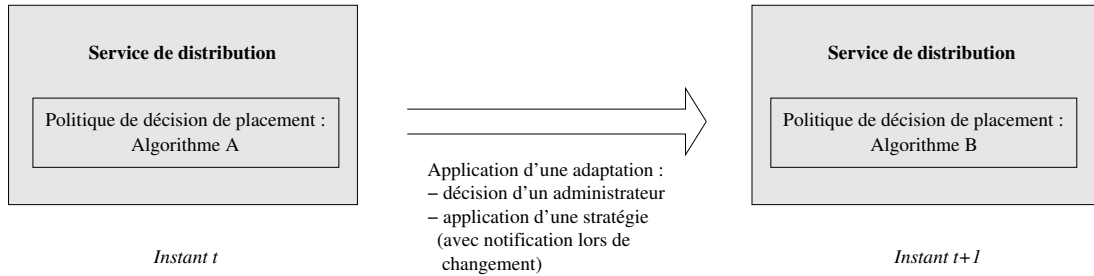 Service de distribution
Politique de décision de placement :
Algorithme A
Instant t
Application d'une adaptation :
− décision d'un administrateur
− application d'une stratégie
(avec notification lors de
changement)
Service de distribution
Politique de décision de placement :
Algorithme B
Instant t+1